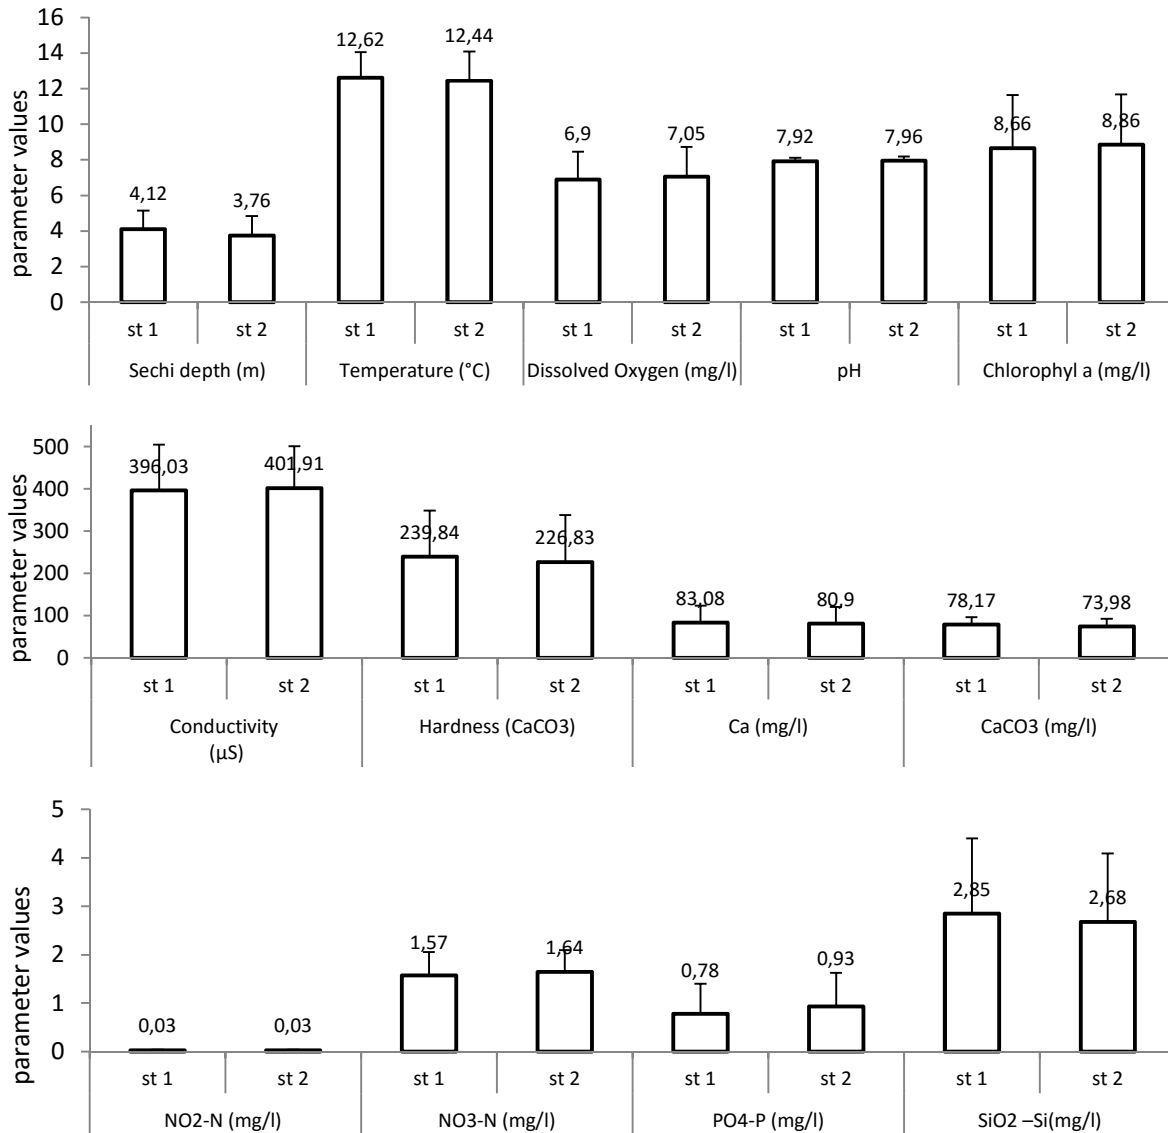 16
14
12
10
8
6
4
2
0
parameter values
4,12 3,76 12,62 12,44 6,9 7,05 7,92 7,96 8,66 8,86
st 1 st 2 st 1 st 2 st 1 st 2 st 1 st 2 st 1 st 2
Sechi depth (m) Temperature (°C) Dissolved Oxygen (mg/l) pH Chlorophyl a (mg/l)
500
400
300
200
100
0
parameter values
396,03 401,91 239,84 226,83 83,08 80,9 78,17 73,98
st 1 st 2 st 1 st 2 st 1 st 2 st 1 st 2
Conductivity Hardness (CaCO3) Ca (mg/l) CaCO3 (mg/l)
(µS)
5
4
3
2
1
0
parameter values
0,03 0,03 1,57 1,64 0,78 0,93 2,85 2,68
st 1 st 2 st 1 st 2 st 1 st 2 st 1 st 2
NO2-N (mg/l) NO3-N (mg/l) PO4-P (mg/l) SiO2 –Si(mg/l)